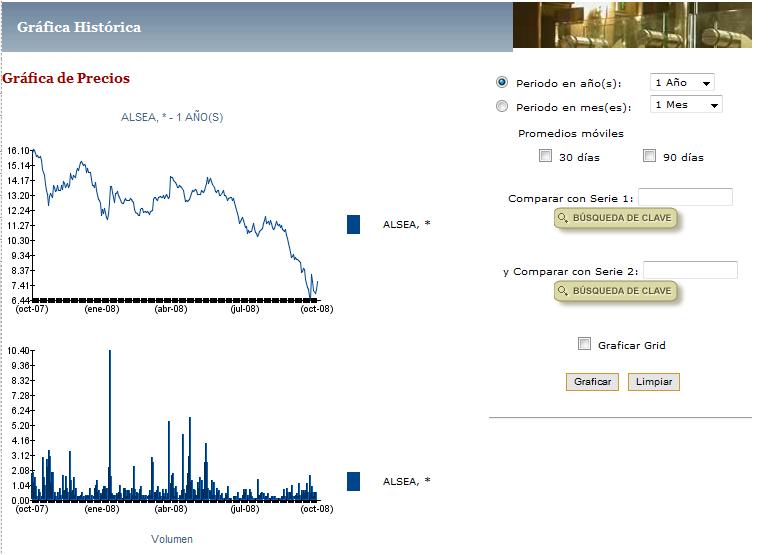 Gráfica Histórica
Gráfica de Precios
ALSEA, * - 1 AÑO(S)
16.10
15.14
14.17
13.20
12.24
11.27
10.30
9.34
8.37
7.41
6.44
(oct-07) (ene-08) (abr-08) (jul-08) (oct-08)
ALSEA, *
10.40
9.36
8.32
7.28
6.24
5.20
4.16
3.12
2.08
1.04
0.00
(oct-07) (ene-08) (abr-08) (jul-08) (oct-08)
ALSEA, *
Volumen
Periodo en año(s): 1 Año
Periodo en mes(es): 1 Mes
Promedios móviles
30 días 90 días
Comparar con Serie 1:
BÚSQUEDA DE CLAVE
y Comparar con Serie 2:
BÚSQUEDA DE CLAVE
Graficar Grid
Graficar Limpiar